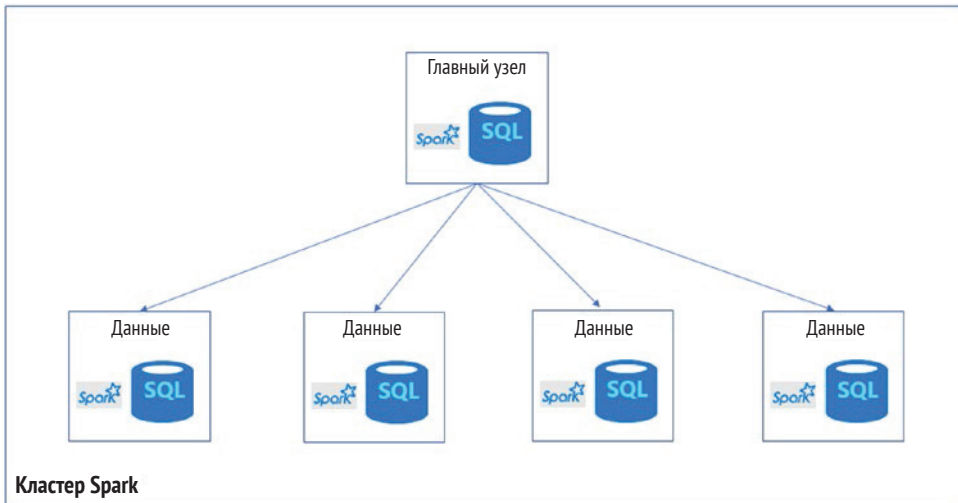 Главный узел
Spark
SQL
Данные
Spark
SQL
Данные
Spark
SQL
Данные
Spark
SQL
Данные
Spark
SQL
Кластер Spark